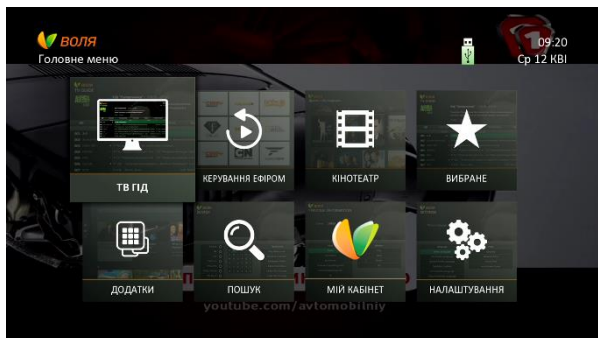 ВОЛЯ
Головне меню
09:20
Ср 12 КВІ
ТВ ГІД
КЕРУВАННЯ ЕФІРОМ
КІНОТЕАТР
ВИБРАНЕ
ДОДАТКИ
ПОШУК
МІЙ КАБІНЕТ
НАЛАШТУВАННЯ
youtube.com/avtomobilniy